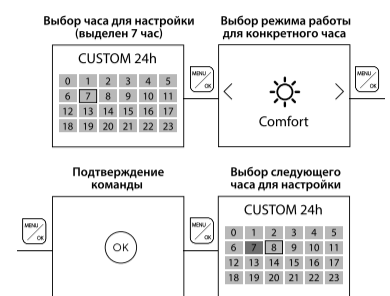 Выбор часа для настройки
(выделен 7 час)
Выбор режима работы
для конкретного часа
CUSTOM 24h
0 1 2 3 4 5
6 7 8 9 10 11
12 13 14 15 16 17
18 19 20 21 22 23
MENU/OK
Comfort
MENU/OK
Подтверждение
команды
Выбор следующего
часа для настройки
MENU/OK
OK
MENU/OK
CUSTOM 24h
0 1 2 3 4 5
6 7 8 9 10 11
12 13 14 15 16 17
18 19 20 21 22 23